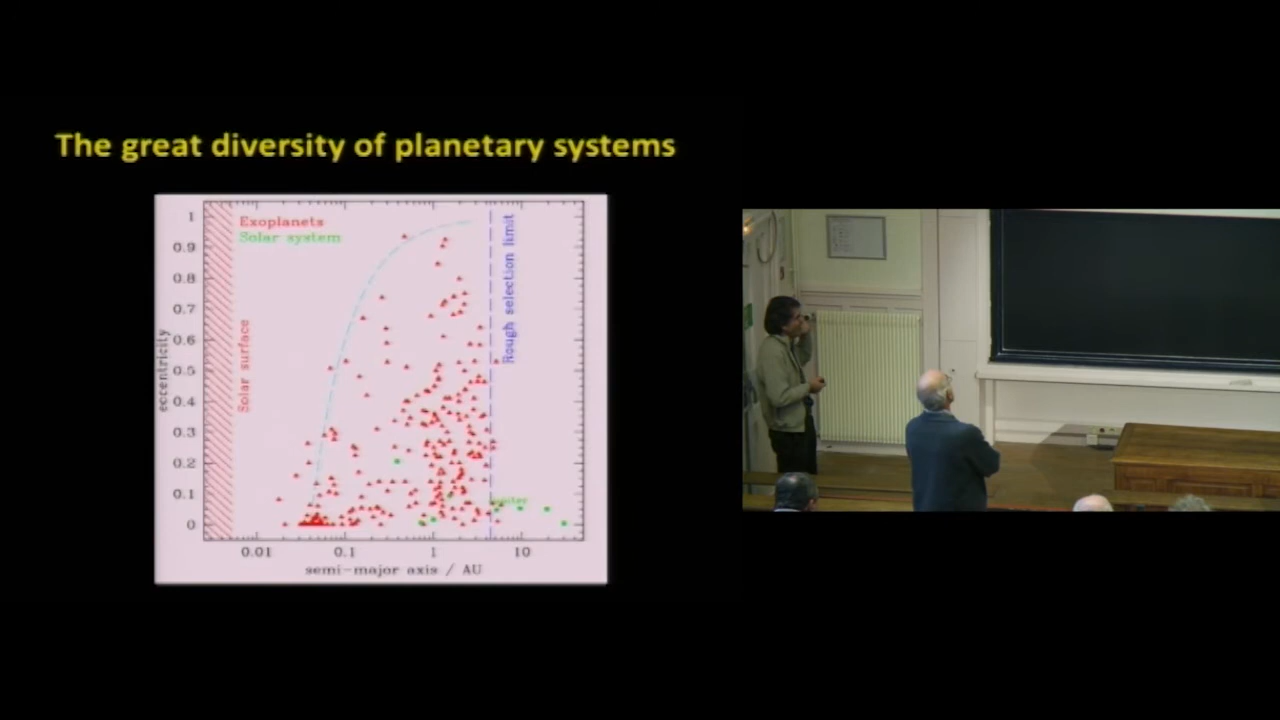 The great diversity of planetary systems
Exoplanets
Solar system
Solar surface
Rough selection limit
Jupiter
eccentricity
1
0.9
0.8
0.7
0.6
0.5
0.4
0.3
0.2
0.1
0
0.01 0.1 1 10
semi-major axis / AU